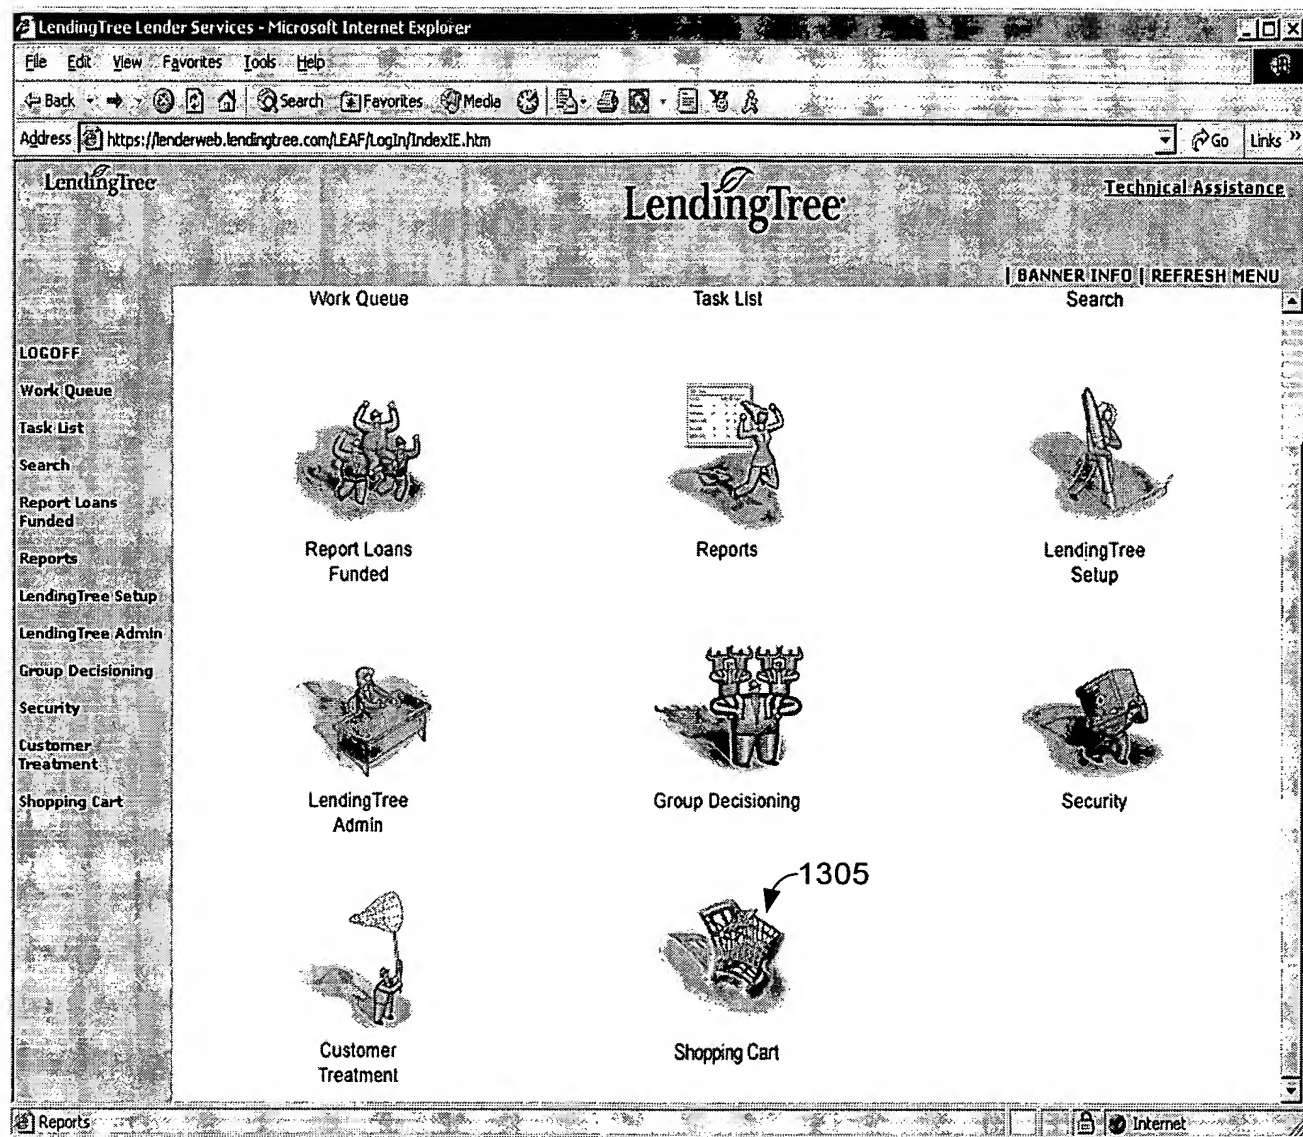 LendingTree Lender Services - Microsoft Internet Explorer
File Edit View Favorites Tools Help
Back Search Favorites Media
Address https://lenderweb.lendingtree.com/LEAF/LogIn/IndexIE.htm Go Links »
LendingTree
LendingTree
Technical Assistance
| BANNER INFO | REFRESH MENU
Work Queue Task List Search
LOGOFF
Work Queue
Task List
Search
Report Loans
Funded
Reports
LendingTree Setup
LendingTree Admin
Group Decisioning
Security
Customer
Treatment
Shopping Cart
Report Loans
Funded
Reports
LendingTree
Setup
LendingTree
Admin
Group Decisioning
Security
1305
Customer
Treatment
Shopping Cart
Reports Internet